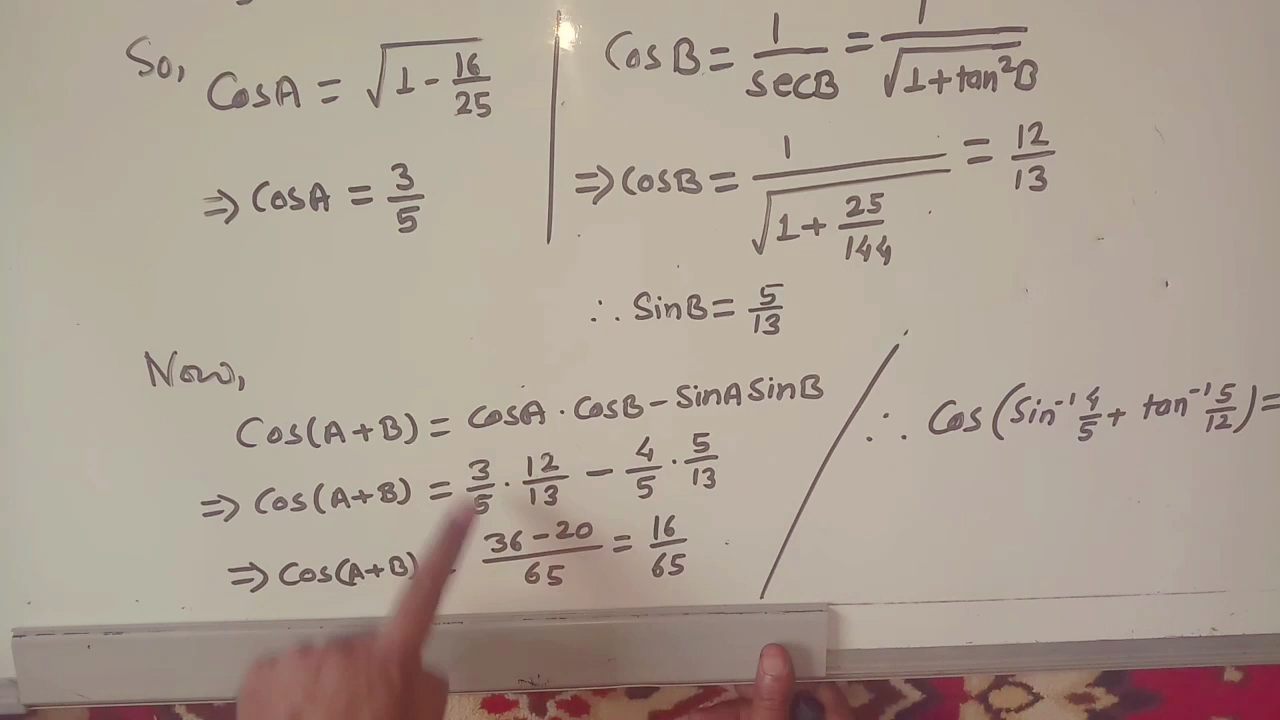 So, CosA = √(1 - 16/25)
⇒ CosA = 3/5
CosB = 1/secB = 1/√(1+tan²B)
⇒ CosB = 1/√(1 + 25/144) = 12/13
∴ SinB = 5/13
Now,
Cos(A+B) = CosA · CosB - SinA SinB
⇒ Cos(A+B) = 3/5 · 12/13 - 4/5 · 5/13
⇒ Cos(A+B) = 36-20/65 = 16/65
∴ Cos(Sin⁻¹ 4/5 + tan⁻¹ 5/12) =